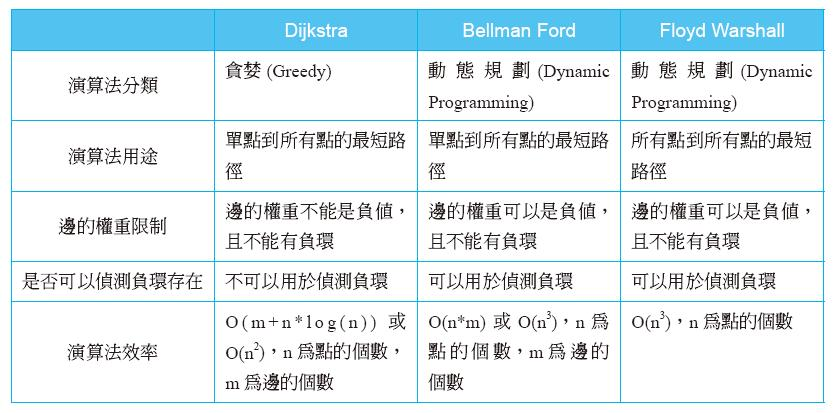 Dijkstra
Bellman Ford
Floyd Warshall
演算法分類
貪婪 (Greedy)
動態規劃 (Dynamic
Programming)
動態規劃 (Dynamic
Programming)
演算法用途
單點到所有點的最短路
徑
單點到所有點的最短路
徑
所有點到所有點的最短
路徑
邊的權重限制
邊的權重不能是負值，
且不能有負環
邊的權重可以是負值，
且不能有負環
邊的權重可以是負值，
且不能有負環
是否可以偵測負環存在
不可以用於偵測負環
可以用於偵測負環
可以用於偵測負環
演算法效率
O(m+n*log(n)) 或
O(n²)，n 爲點的個數，
m 爲邊的個數
O(n*m) 或 O(n³)，n 爲
點的個數，m 爲邊的
個數
O(n³)，n 爲點的個數